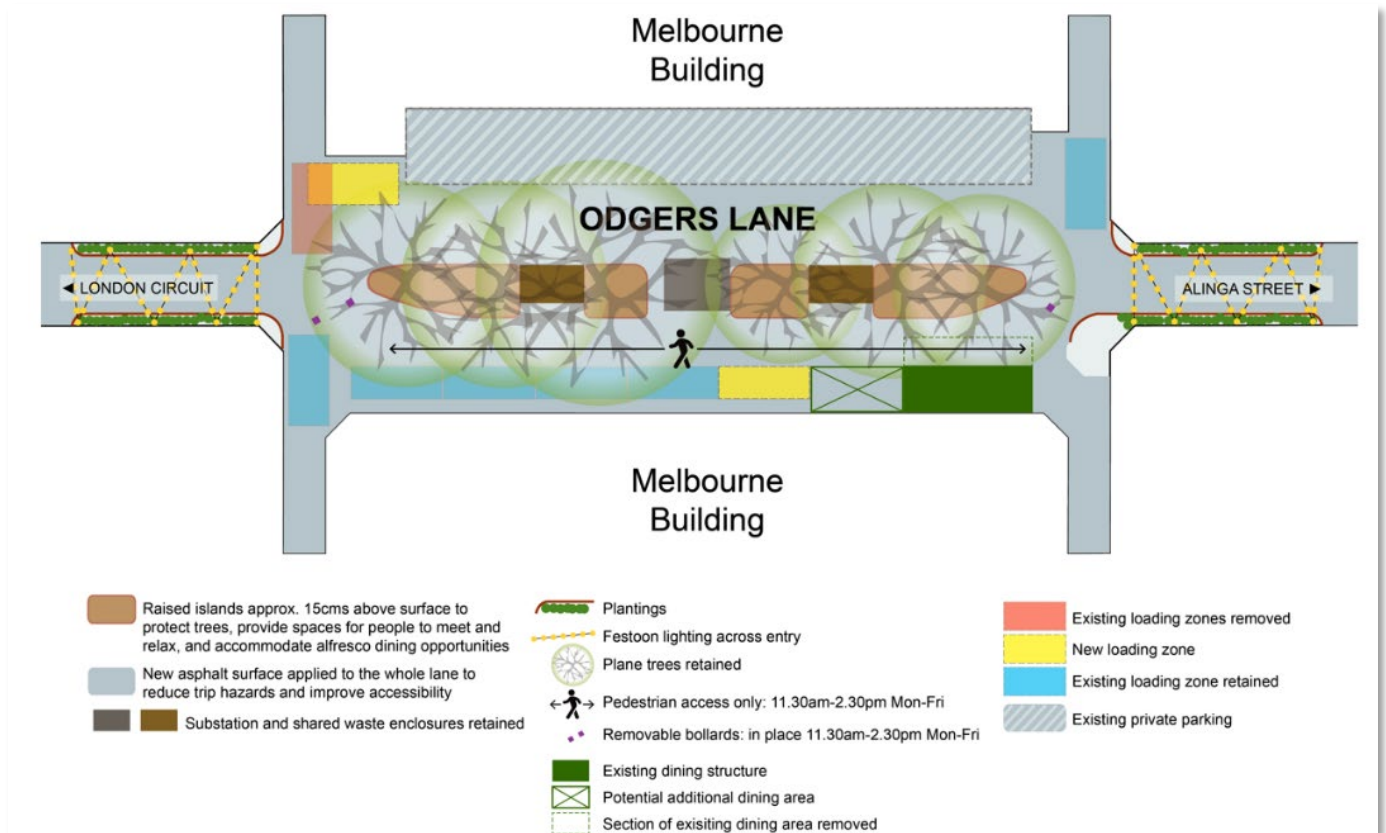 Melbourne
Building
ODGERS LANE
◄ LONDON CIRCUIT
ALINGA STREET ►
Melbourne
Building
Raised islands approx. 15cms above surface to
protect trees, provide spaces for people to meet and
relax, and accommodate alfresco dining opportunities
New asphalt surface applied to the whole lane to
reduce trip hazards and improve accessibility
Substation and shared waste enclosures retained
Plantings
Festoon lighting across entry
Plane trees retained
Pedestrian access only: 11.30am-2.30pm Mon-Fri
Removable bollards: in place 11.30am-2.30pm Mon-Fri
Existing dining structure
Potential additional dining area
Section of exisiting dining area removed
Existing loading zones removed
New loading zone
Existing loading zone retained
Existing private parking